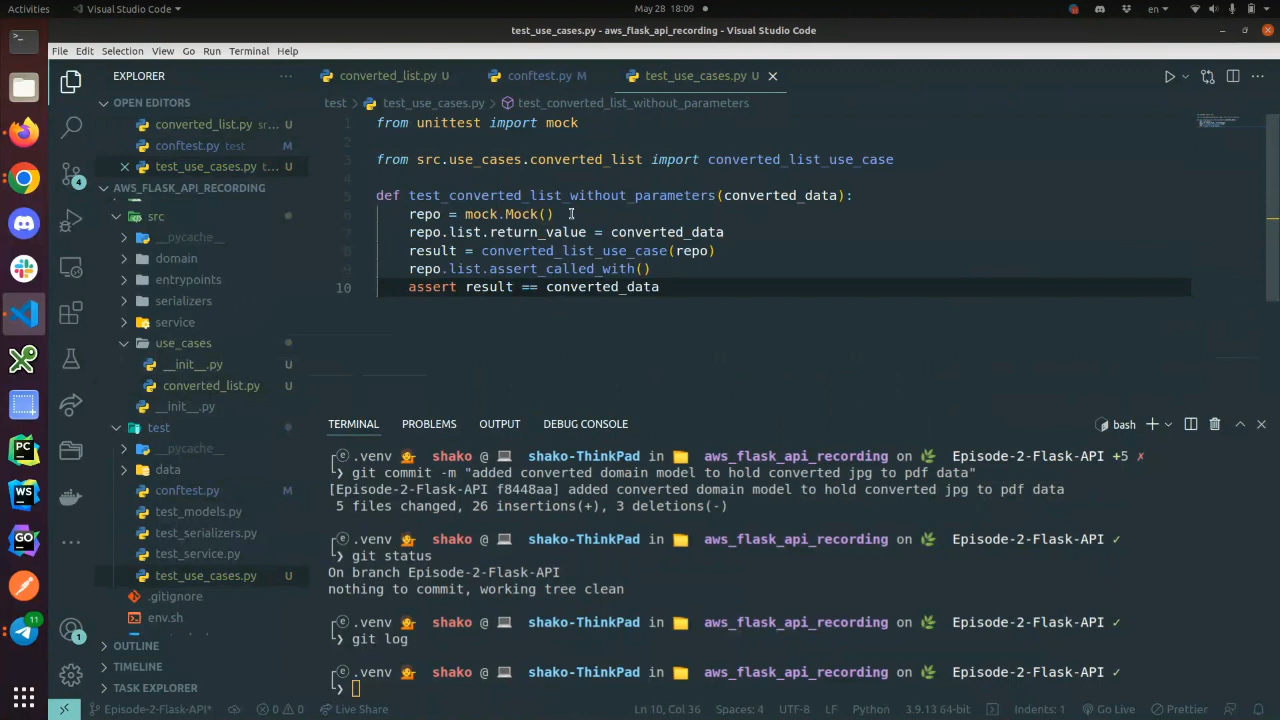 Activities
Visual Studio Code
May 28 18:09
en
test_use_cases.py - aws_flask_api_recording - Visual Studio Code
File Edit Selection View Go Run Terminal Help
EXPLORER
converted_list.py U
conftest.py M
test_use_cases.py U
OPEN EDITORS
converted_list.py sr... U
conftest.py test M
test_use_cases.py t... U
AWS_FLASK_API_RECORDING
src
__pycache__
domain
entrypoints
serializers
service
use_cases
__init__.py U
converted_list.py U
__init__.py
test
__pycache__
data
conftest.py M
test_models.py
test_serializers.py
test_service.py
test_use_cases.py U
.gitignore
env.sh
OUTLINE
TIMELINE
TASK EXPLORER
test > test_use_cases.py > test_converted_list_without_parameters
1 from unittest import mock
2
3 from src.use_cases.converted_list import converted_list_use_case
4
5 def test_converted_list_without_parameters(converted_data):
6 repo = mock.Mock()
7 repo.list.return_value = converted_data
8 result = converted_list_use_case(repo)
9 repo.list.assert_called_with()
10 assert result == converted_data
TERMINAL PROBLEMS OUTPUT DEBUG CONSOLE
bash
.venv shako @ shako-ThinkPad in aws_flask_api_recording on Episode-2-Flask-API +5 ✗
❯ git commit -m "added converted domain model to hold converted jpg to pdf data"
[Episode-2-Flask-API f8448aa] added converted domain model to hold converted jpg to pdf data
5 files changed, 26 insertions(+), 3 deletions(-)
.venv shako @ shako-ThinkPad in aws_flask_api_recording on Episode-2-Flask-API ✓
❯ git status
On branch Episode-2-Flask-API
nothing to commit, working tree clean
.venv shako @ shako-ThinkPad in aws_flask_api_recording on Episode-2-Flask-API ✓
❯ git log
.venv shako @ shako-ThinkPad in aws_flask_api_recording on Episode-2-Flask-API ✓
❯
4
1
11
Episode-2-Flask-API*
0 0
Live Share
Ln 10, Col 36
Spaces: 4
UTF-8
LF
Python
3.9.13 64-bit
Indents: 1
Go Live
Prettier